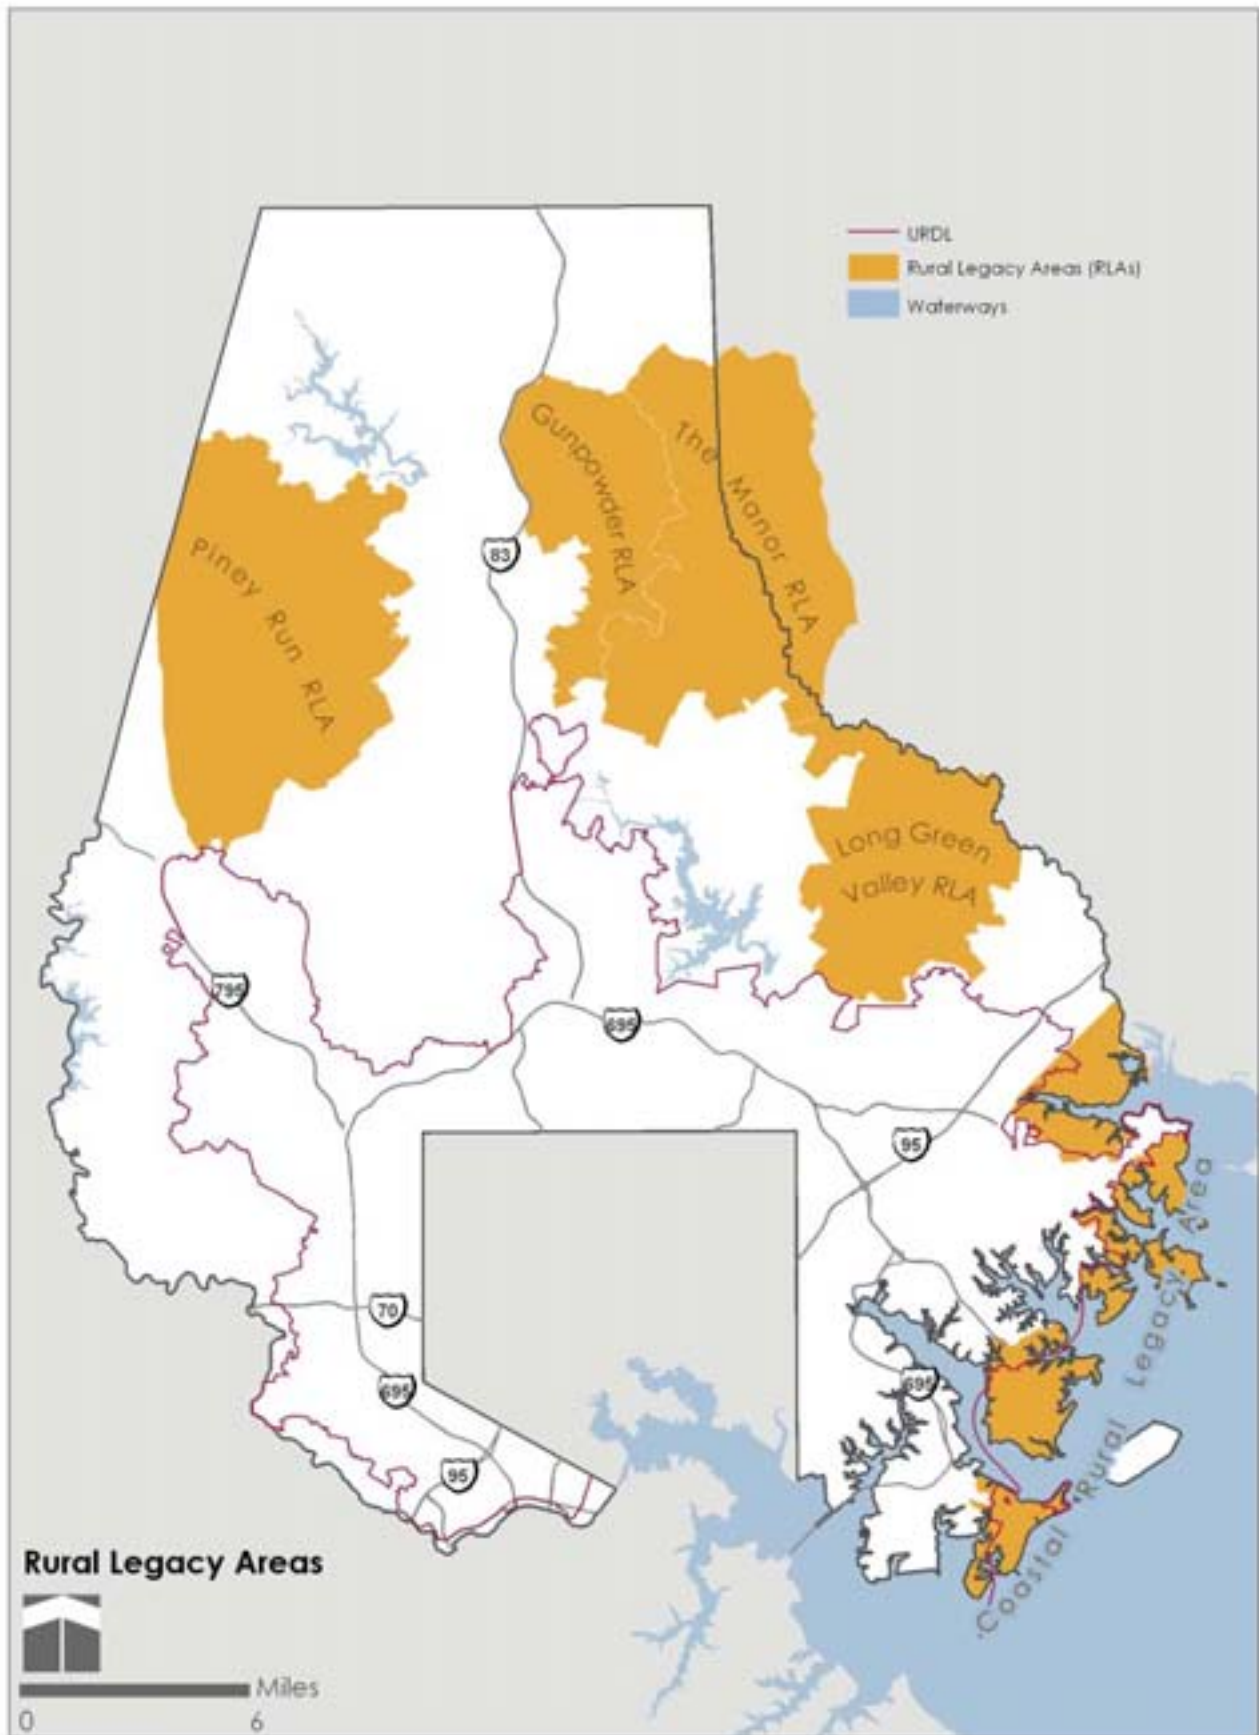 URDL
Rural Legacy Areas (RLAs)
Waterways
Gunpowder RLA
The Manor RLA
Piney Run RLA
83
Long Green
Valley RLA
795
695
95
70
695
695
95
Coastal Rural Legacy Area
Rural Legacy Areas
Miles
0 6